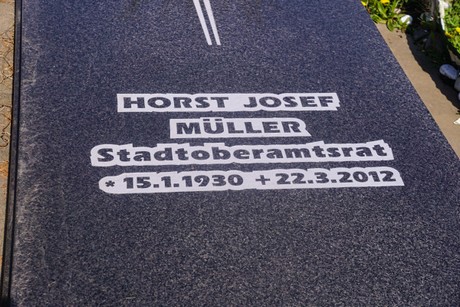 HORST JOSEF
MÜLLER
Stadtoberamtsrat
* 15.1.1930 + 22.3.2012